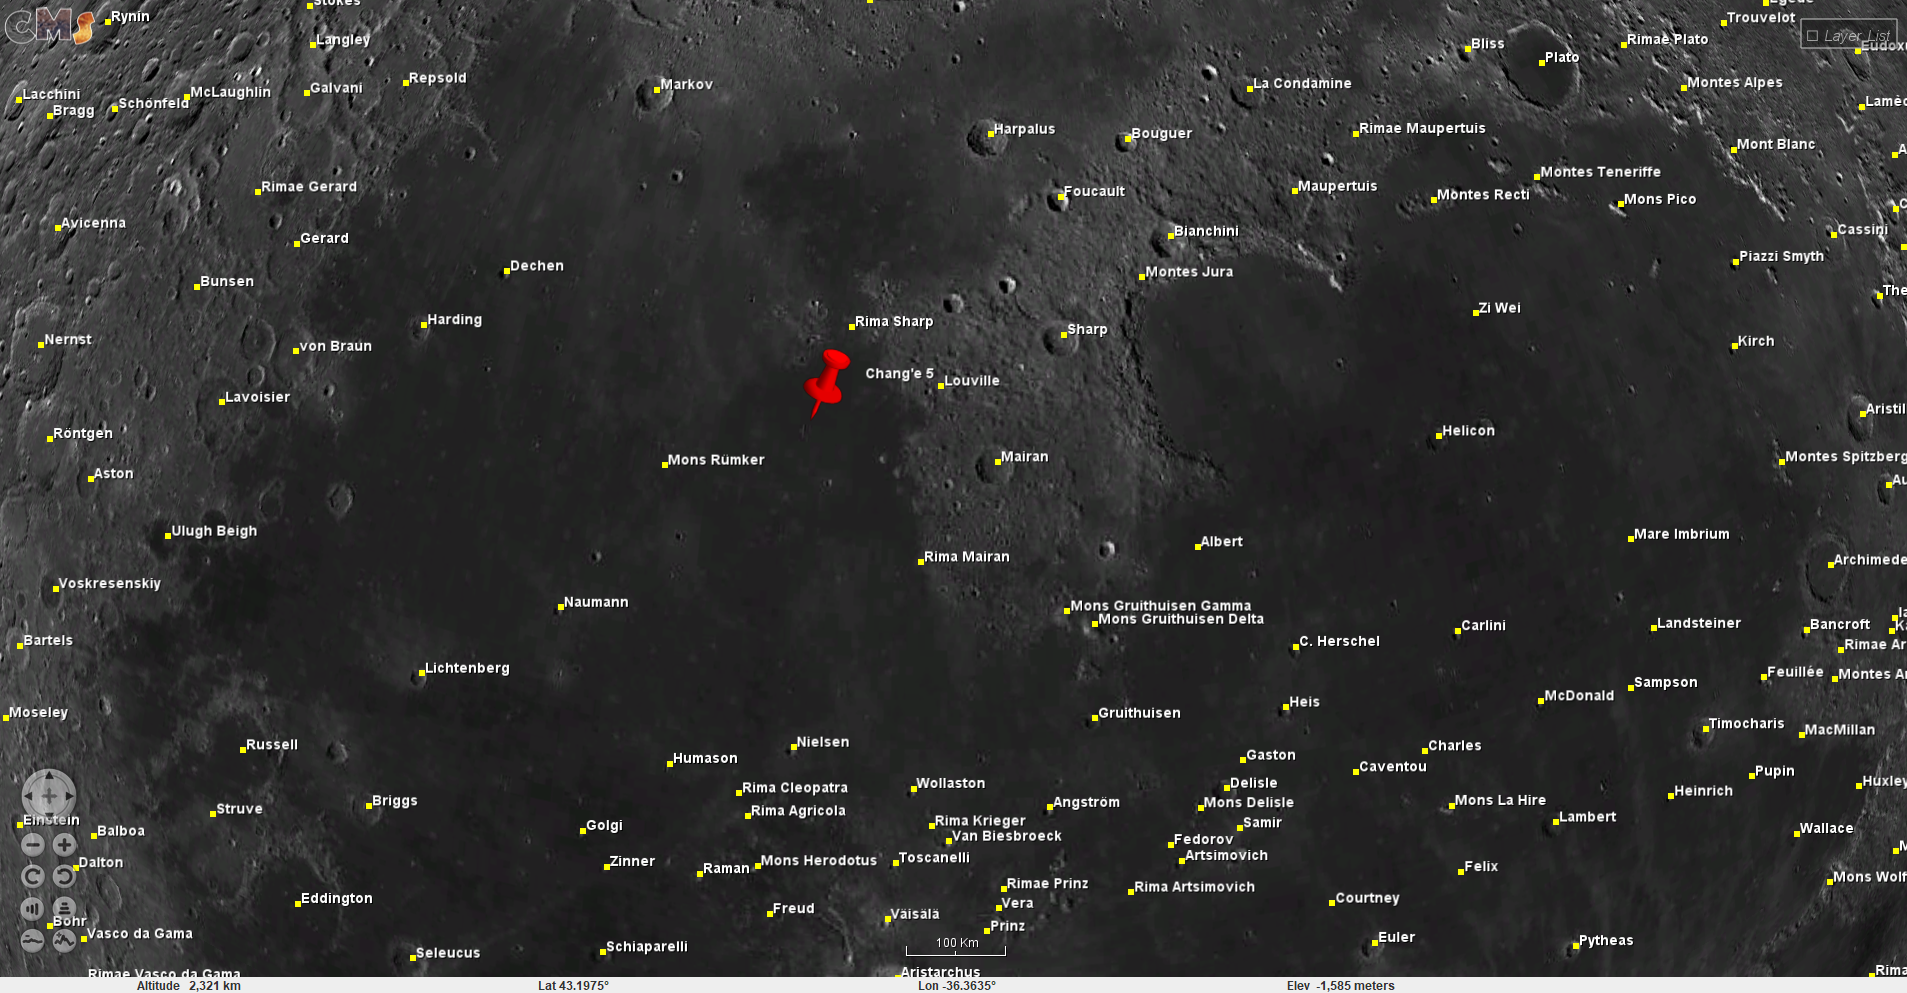 Stokes
Rynin
CMS
Trouvelot
Langley
Layer List
Rimae Plato
Bliss
Plato
Repsold
Galvani
McLaughlin
Markov
La Condamine
Montes Alpes
Lacchini
Schönfeld
Bragg
Harpalus
Bouguer
Rimae Maupertuis
Mont Blanc
Rimae Gerard
Foucault
Maupertuis
Montes Recti
Montes Teneriffe
Mons Pico
Avicenna
Gerard
Bianchini
Cassini
Dechen
Montes Jura
Piazzi Smyth
Bunsen
The
Harding
Rima Sharp
Sharp
Zi Wei
Nernst
von Braun
Kirch
Chang'e 5
Louville
Lavoisier
Aristil
Röntgen
Helicon
Mons Rümker
Mairan
Montes Spitzberg
Aston
Au
Ulugh Beigh
Albert
Mare Imbrium
Rima Mairan
Archimede
Voskresenskiy
Naumann
Mons Gruithuisen Gamma
Mons Gruithuisen Delta
Carlini
Landsteiner
Bancroft
Bartels
C. Herschel
Rimae Ar
Lichtenberg
Feuillée
Montes Ar
Sampson
McDonald
Moseley
Gruithuisen
Heis
Timocharis
MacMillan
Russell
Nielsen
Charles
Humason
Gaston
Caventou
Pupin
Rima Cleopatra
Wollaston
Delisle
Huxley
Heinrich
Briggs
Struve
Rima Agricola
Angström
Mons Delisle
Mons La Hire
Einstein
Balboa
Golgi
Rima Krieger
Van Biesbroeck
Samir
Lambert
Wallace
Fedorov
Dalton
Zinner
Raman
Mons Herodotus
Toscanelli
Artsimovich
Felix
Rimae Prinz
Rima Artsimovich
Mons Wolf
Eddington
Freud
Väisälä
Vera
Courtney
Bohr
Vasco da Gama
Prinz
Euler
Pytheas
Seleucus
Schiaparelli
100 Km
Rimae Vasco da Gama
Aristarchus
Rima
Altitude 2,321 km Lat 43.1975° Lon -36.3635° Elev -1,585 meters